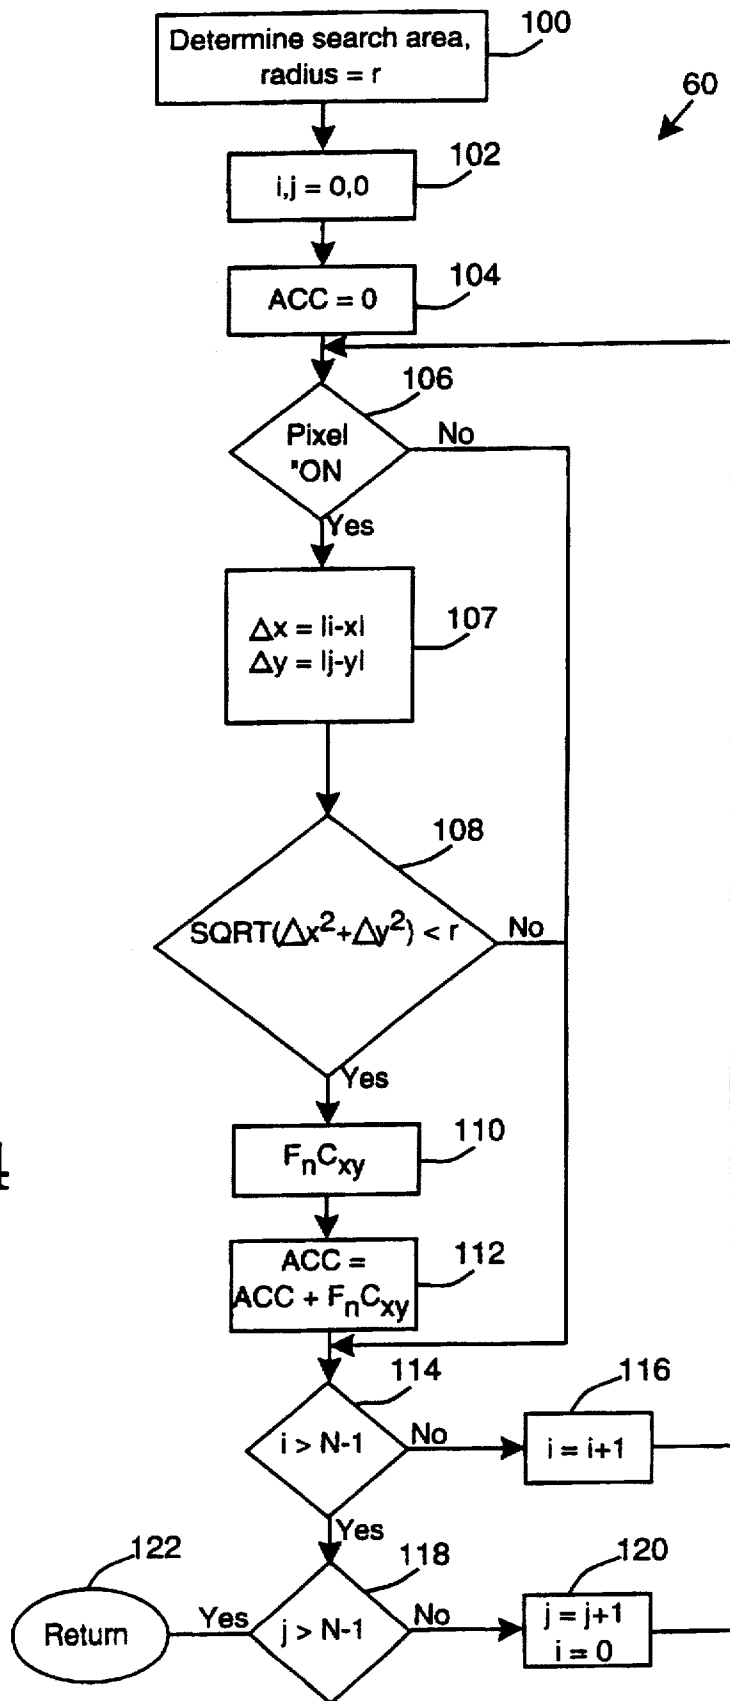 Determine search area,
radius = r
100
60
i,j = 0,0
102
ACC = 0
104
106
Pixel
"ON
No
Yes
Δx = |i-x|
Δy = |j-y|
107
108
SQRT(Δx²+Δy²) < r
No
Yes
FnCxy
110
ACC =
ACC + FnCxy
112
4
114
i > N-1
No
116
i = i+1
Yes
122
Return
Yes
118
j > N-1
No
120
j = j+1
i = 0